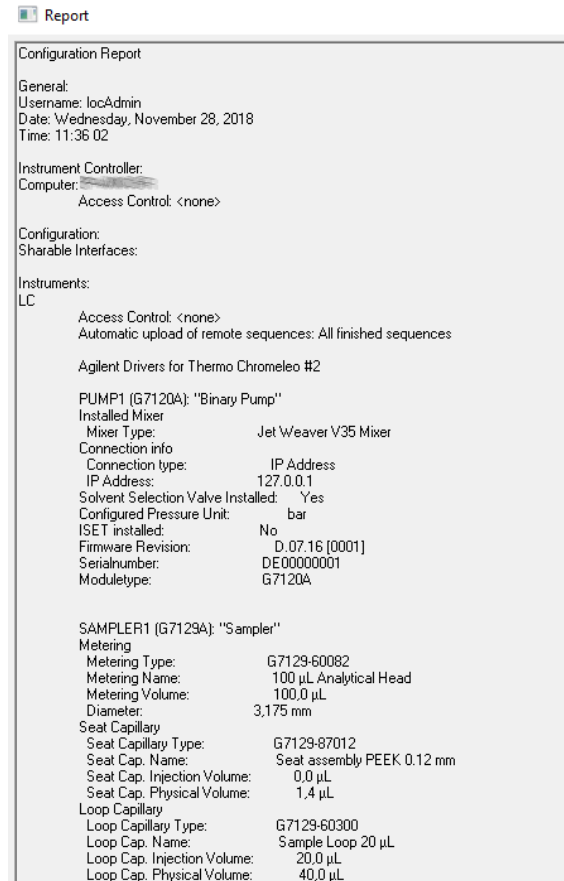 Report
Configuration Report
General:
Username: locAdmin
Date: Wednesday, November 28, 2018
Time: 11:36 02
Instrument Controller:
Computer:
Access Control: <none>
Configuration:
Sharable Interfaces:
Instruments:
LC
Access Control: <none>
Automatic upload of remote sequences: All finished sequences
Agilent Drivers for Thermo Chromeleo #2
PUMP1 (G7120A): "Binary Pump"
Installed Mixer
Mixer Type: Jet Weaver V35 Mixer
Connection info
Connection type: IP Address
IP Address: 127.0.0.1
Solvent Selection Valve Installed: Yes
Configured Pressure Unit: bar
ISET installed: No
Firmware Revision: D.07.16 [0001]
Serialnumber: DE00000001
Moduletype: G7120A
SAMPLER1 (G7129A): "Sampler"
Metering
Metering Type: G7129-60082
Metering Name: 100 µL Analytical Head
Metering Volume: 100,0 µL
Diameter: 3,175 mm
Seat Capillary
Seat Capillary Type: G7129-87012
Seat Cap. Name: Seat assembly PEEK 0.12 mm
Seat Cap. Injection Volume: 0,0 µL
Seat Cap. Physical Volume: 1,4 µL
Loop Capillary
Loop Capillary Type: G7129-60300
Loop Cap. Name: Sample Loop 20 µL
Loop Cap. Injection Volume: 20,0 µL
Loop Cap. Physical Volume: 40,0 µL